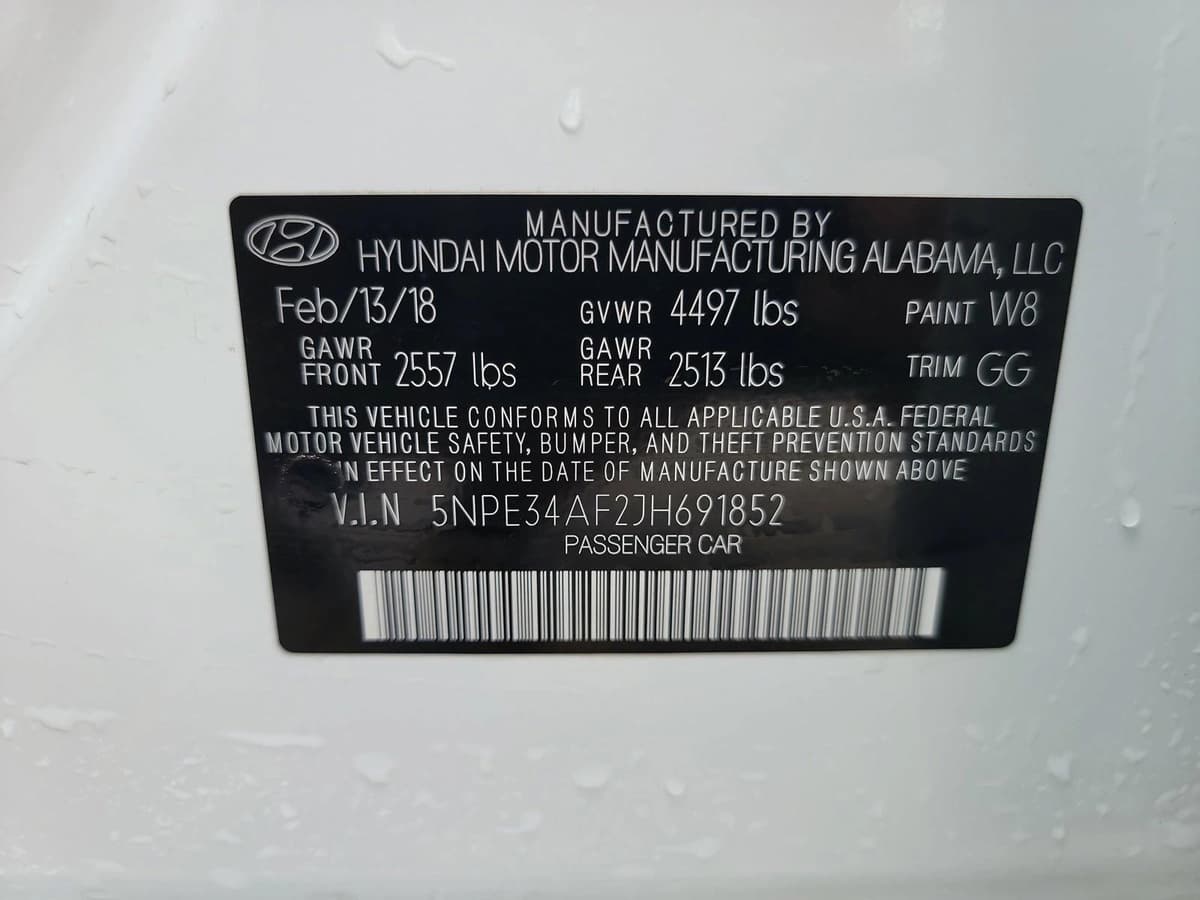 MANUFACTURED BY
HYUNDAI MOTOR MANUFACTURING ALABAMA, LLC
Feb/13/18 GVWR 4497 lbs PAINT W8
GAWR FRONT 2557 lbs GAWR REAR 2513 lbs TRIM GG
THIS VEHICLE CONFORMS TO ALL APPLICABLE U.S.A. FEDERAL
MOTOR VEHICLE SAFETY, BUMPER, AND THEFT PREVENTION STANDARDS
IN EFFECT ON THE DATE OF MANUFACTURE SHOWN ABOVE
V.I.N 5NPE34AF2JH691852
PASSENGER CAR